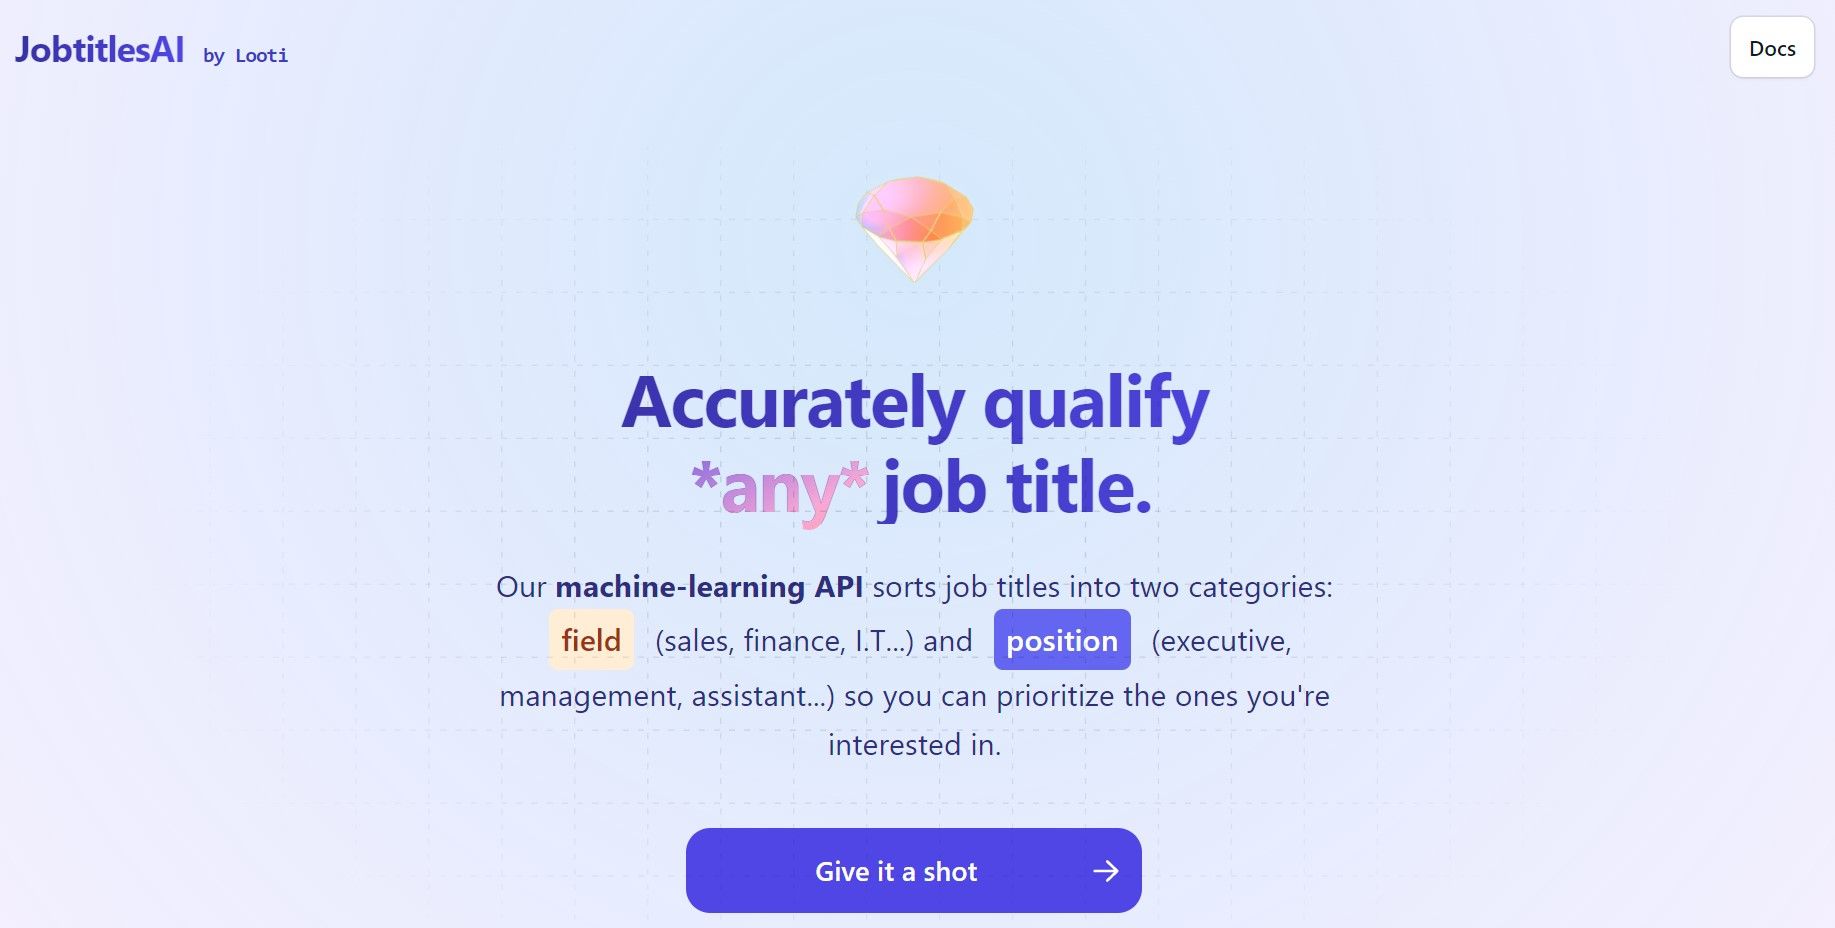 JobtitlesAI by Looti
Docs
Accurately qualify
*any* job title.
Our machine-learning API sorts job titles into two categories:
field (sales, finance, I.T...) and position (executive,
management, assistant...) so you can prioritize the ones you're
interested in.
Give it a shot →